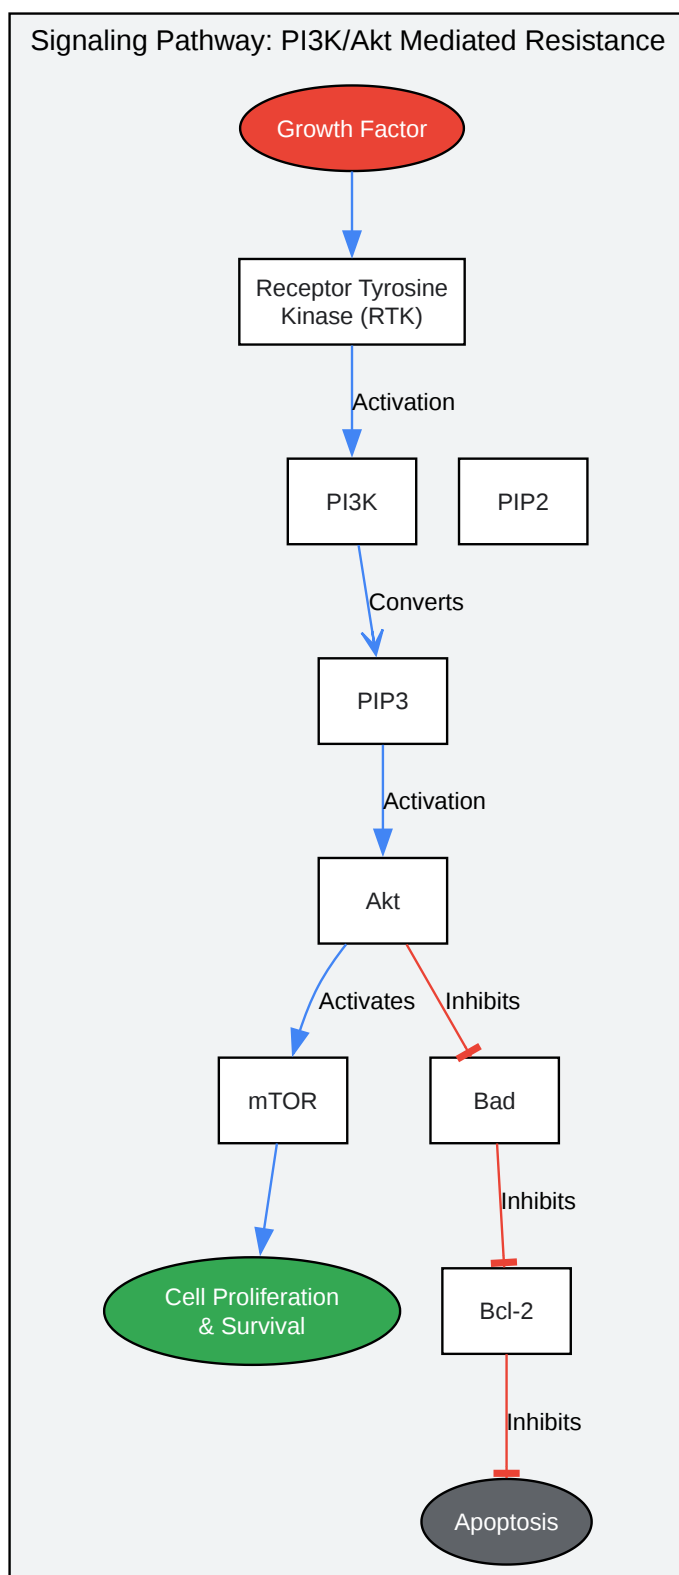 Signaling Pathway: PI3K/Akt Mediated Resistance
Growth Factor
Receptor Tyrosine
Kinase (RTK)
Activation
PI3K
PIP2
Converts
PIP3
Activation
Akt
Activates
Inhibits
mTOR
Bad
Inhibits
Cell Proliferation
& Survival
Bcl-2
Inhibits
Apoptosis